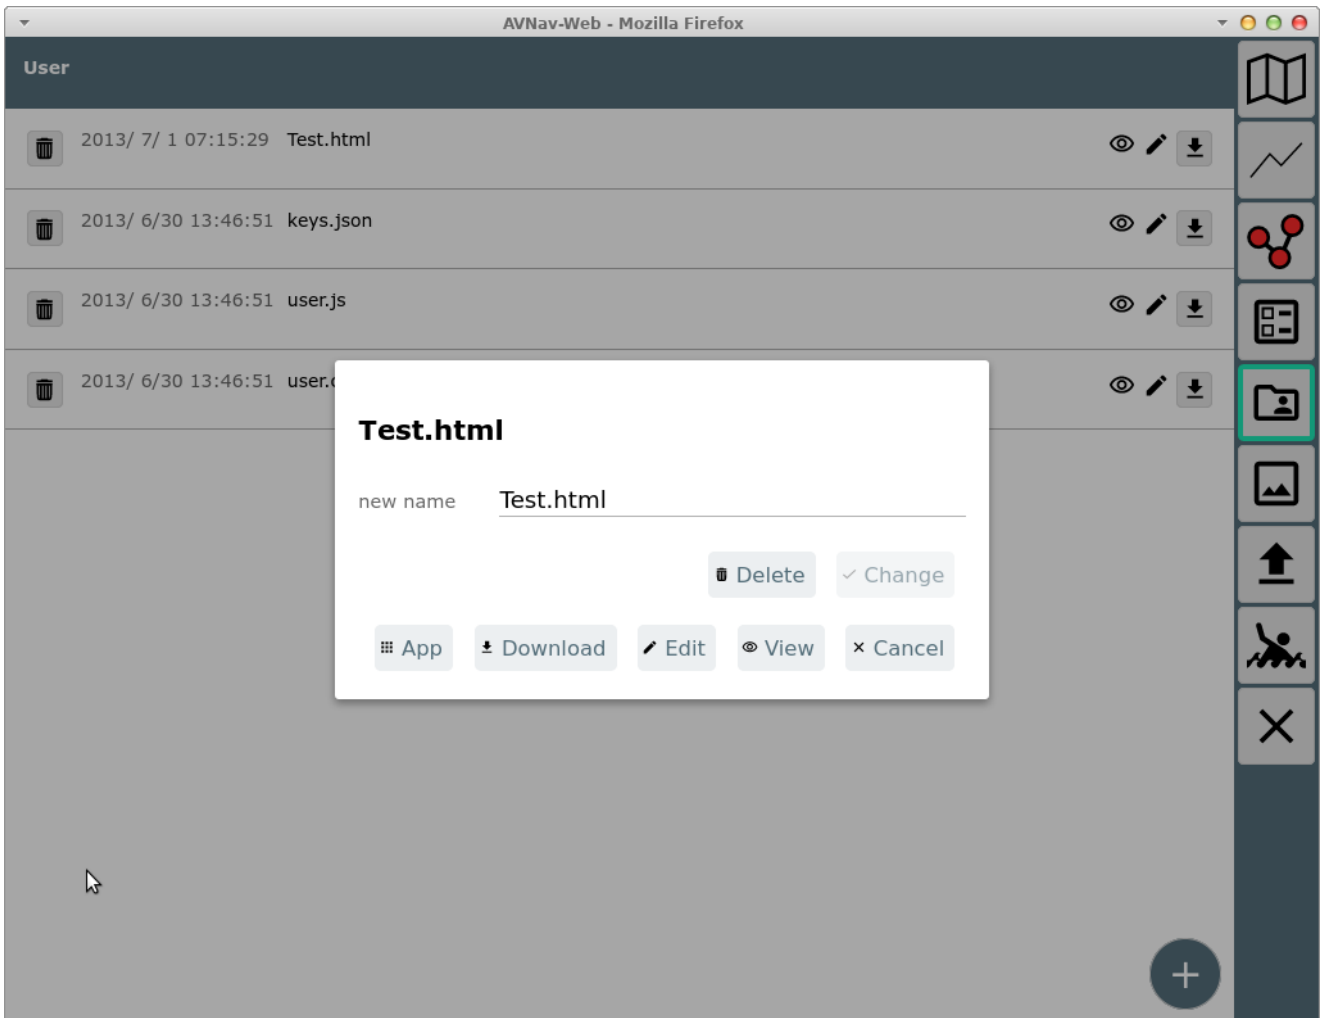 AVNav-Web - Mozilla Firefox
User
2013/ 7/ 1 07:15:29 Test.html
2013/ 6/30 13:46:51 keys.json
2013/ 6/30 13:46:51 user.js
2013/ 6/30 13:46:51 user.
Test.html
new name Test.html
Delete Change
App Download Edit View Cancel